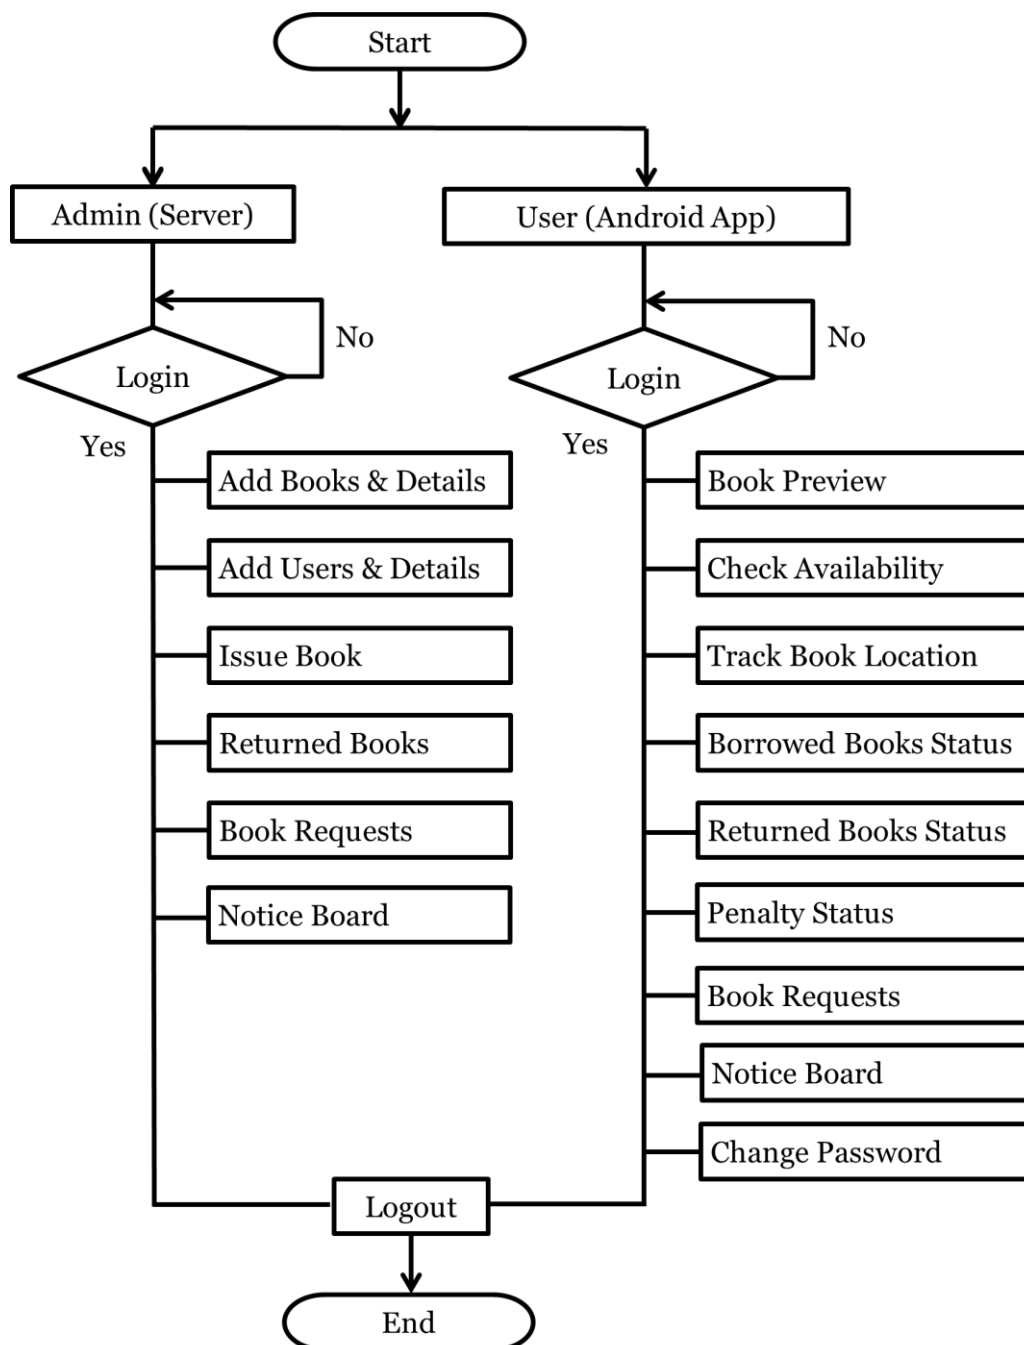 Start
Admin (Server)
User (Android App)
No
No
Login
Login
Yes
Yes
Add Books & Details
Add Users & Details
Issue Book
Returned Books
Book Requests
Notice Board
Book Preview
Check Availability
Track Book Location
Borrowed Books Status
Returned Books Status
Penalty Status
Book Requests
Notice Board
Change Password
Logout
End